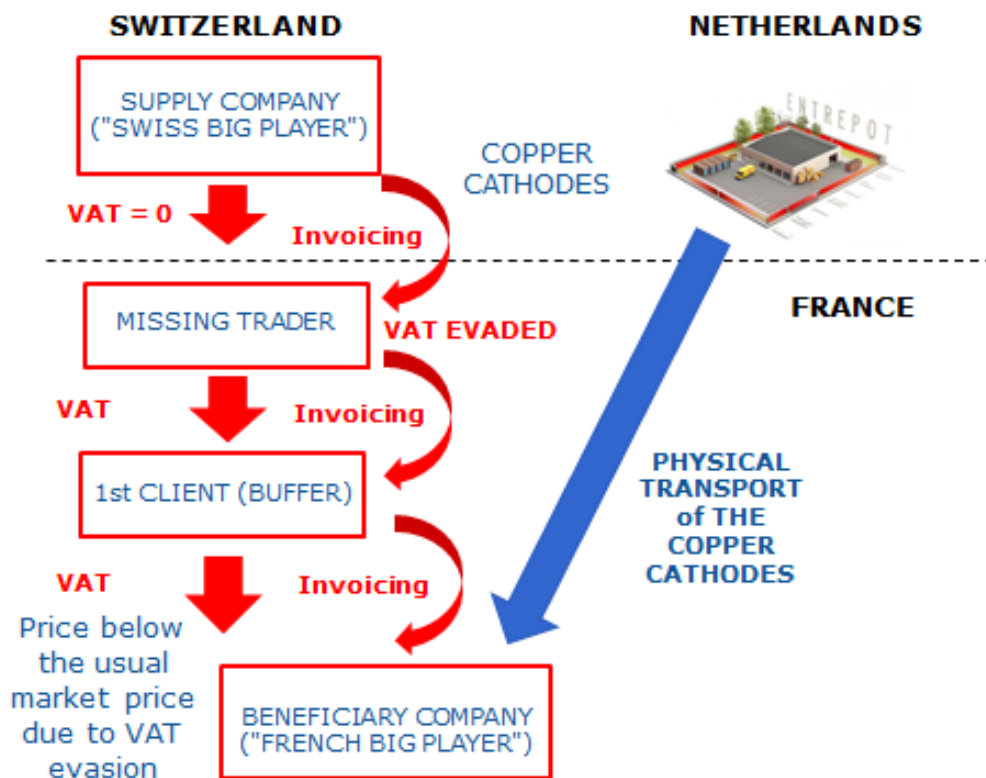 SWITZERLAND
NETHERLANDS
SUPPLY COMPANY
("SWISS BIG PLAYER")
ENTREPOT
COPPER
CATHODES
VAT = 0
Invoicing
FRANCE
MISSING TRADER
VAT EVADED
VAT
Invoicing
PHYSICAL
TRANSPORT
of THE
COPPER
CATHODES
1st CLIENT (BUFFER)
VAT
Invoicing
Price below
the usual
market price
due to VAT
evasion
BENEFICIARY COMPANY
("FRENCH BIG PLAYER")